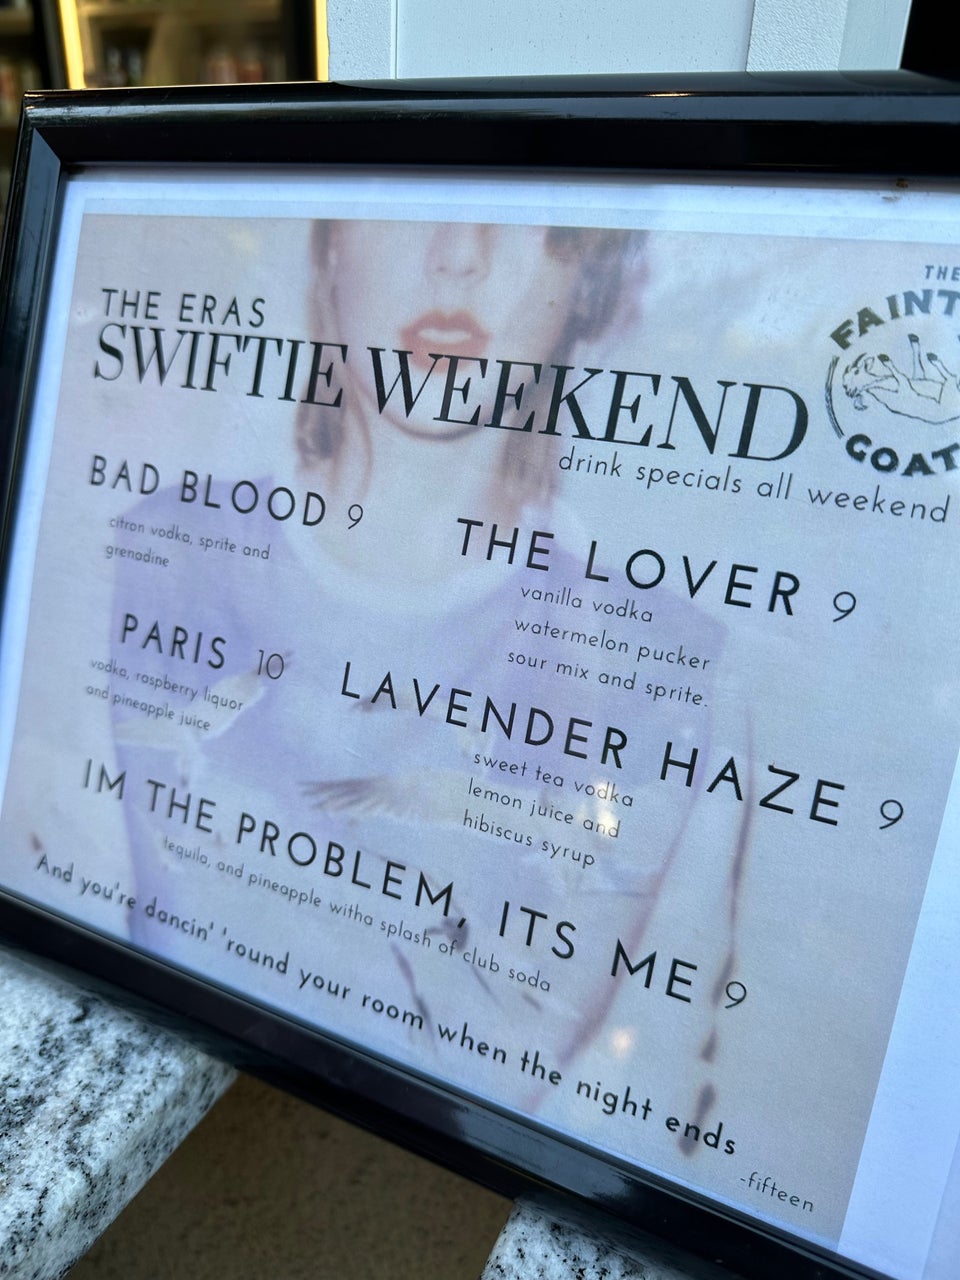 THE ERAS
SWIFTIE WEEKEND
drink specials all weekend
THE
FAINT
GOAT
BAD BLOOD 9
citron vodka, sprite and
grenadine
THE LOVER 9
vanilla vodka
watermelon pucker
sour mix and sprite.
PARIS 10
vodka, raspberry liquor
and pineapple juice
LAVENDER HAZE 9
sweet tea vodka
lemon juice and
hibiscus syrup
IM THE PROBLEM, ITS ME 9
tequila, and pineapple witha splash of club soda
And you're dancin' 'round your room when the night ends
-fifteen